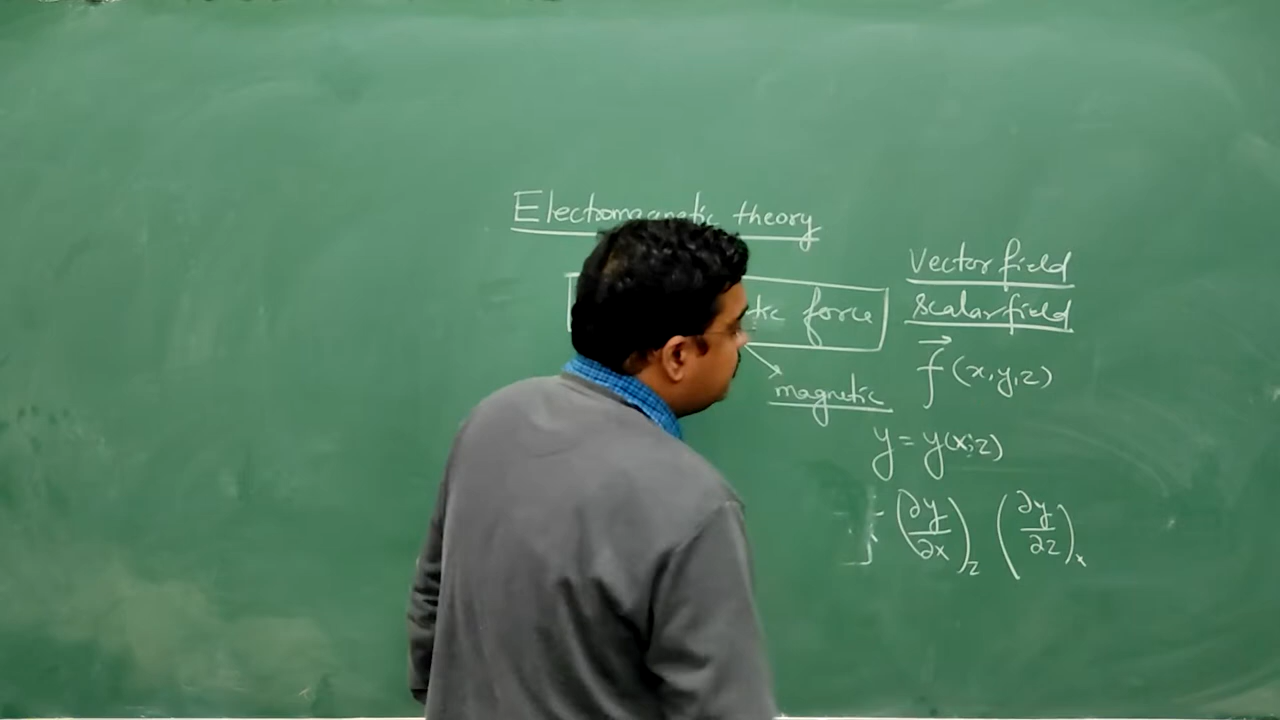 Electromagnetic theory
Vector field
force
Scalar field
f⃗ (x,y,z)
magnetic
y = y(x,z)
(∂y/∂x)z (∂y/∂z)x